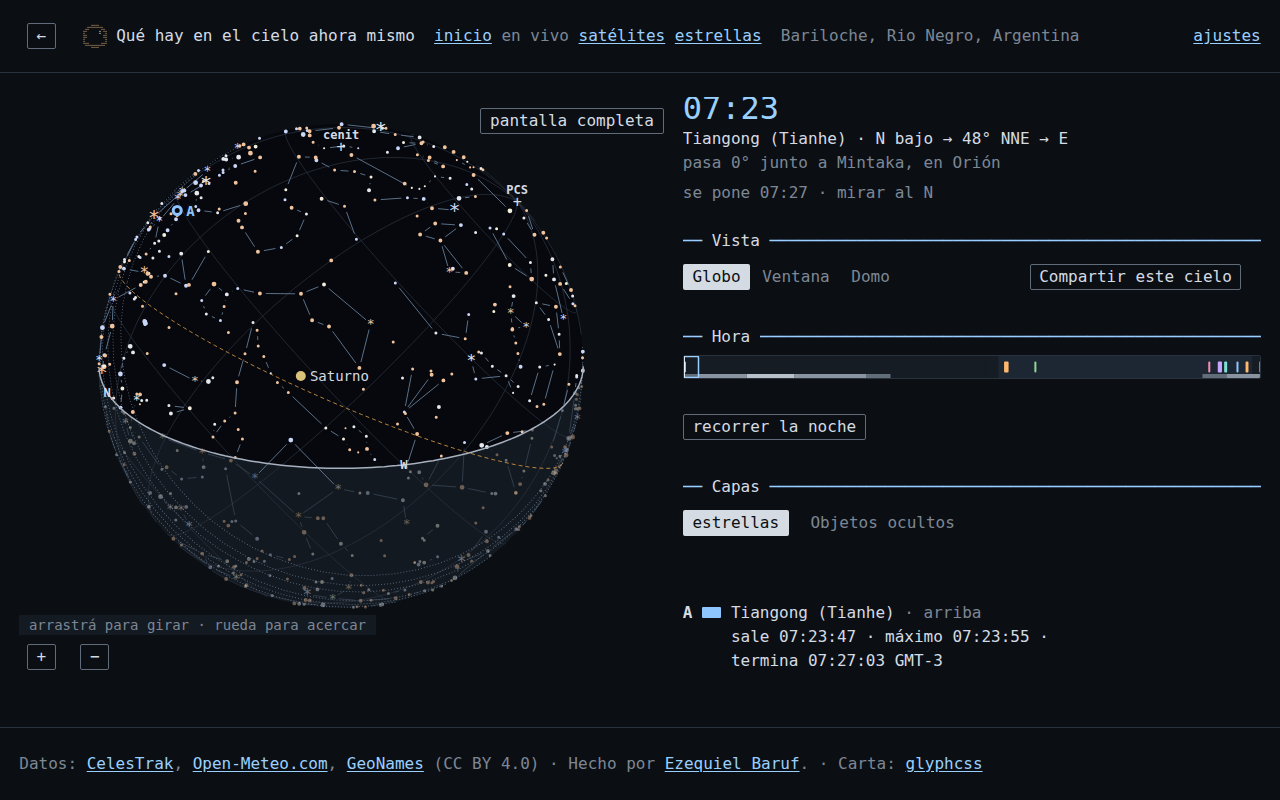 ← Qué hay en el cielo ahora mismo inicio en vivo satélites estrellas Bariloche, Rio Negro, Argentina ajustes
pantalla completa
cenit
PCS
A
Saturno
N
W
arrastrá para girar · rueda para acercar
+ −
07:23
Tiangong (Tianhe) · N bajo → 48° NNE → E
pasa 0° junto a Mintaka, en Orión
se pone 07:27 · mirar al N
Vista
Globo Ventana Domo Compartir este cielo
Hora
recorrer la noche
Capas
estrellas Objetos ocultos
A Tiangong (Tianhe) · arriba
sale 07:23:47 · máximo 07:23:55 ·
termina 07:27:03 GMT-3
Datos: CelesTrak, Open-Meteo.com, GeoNames (CC BY 4.0) · Hecho por Ezequiel Baruf. · Carta: glyphcss